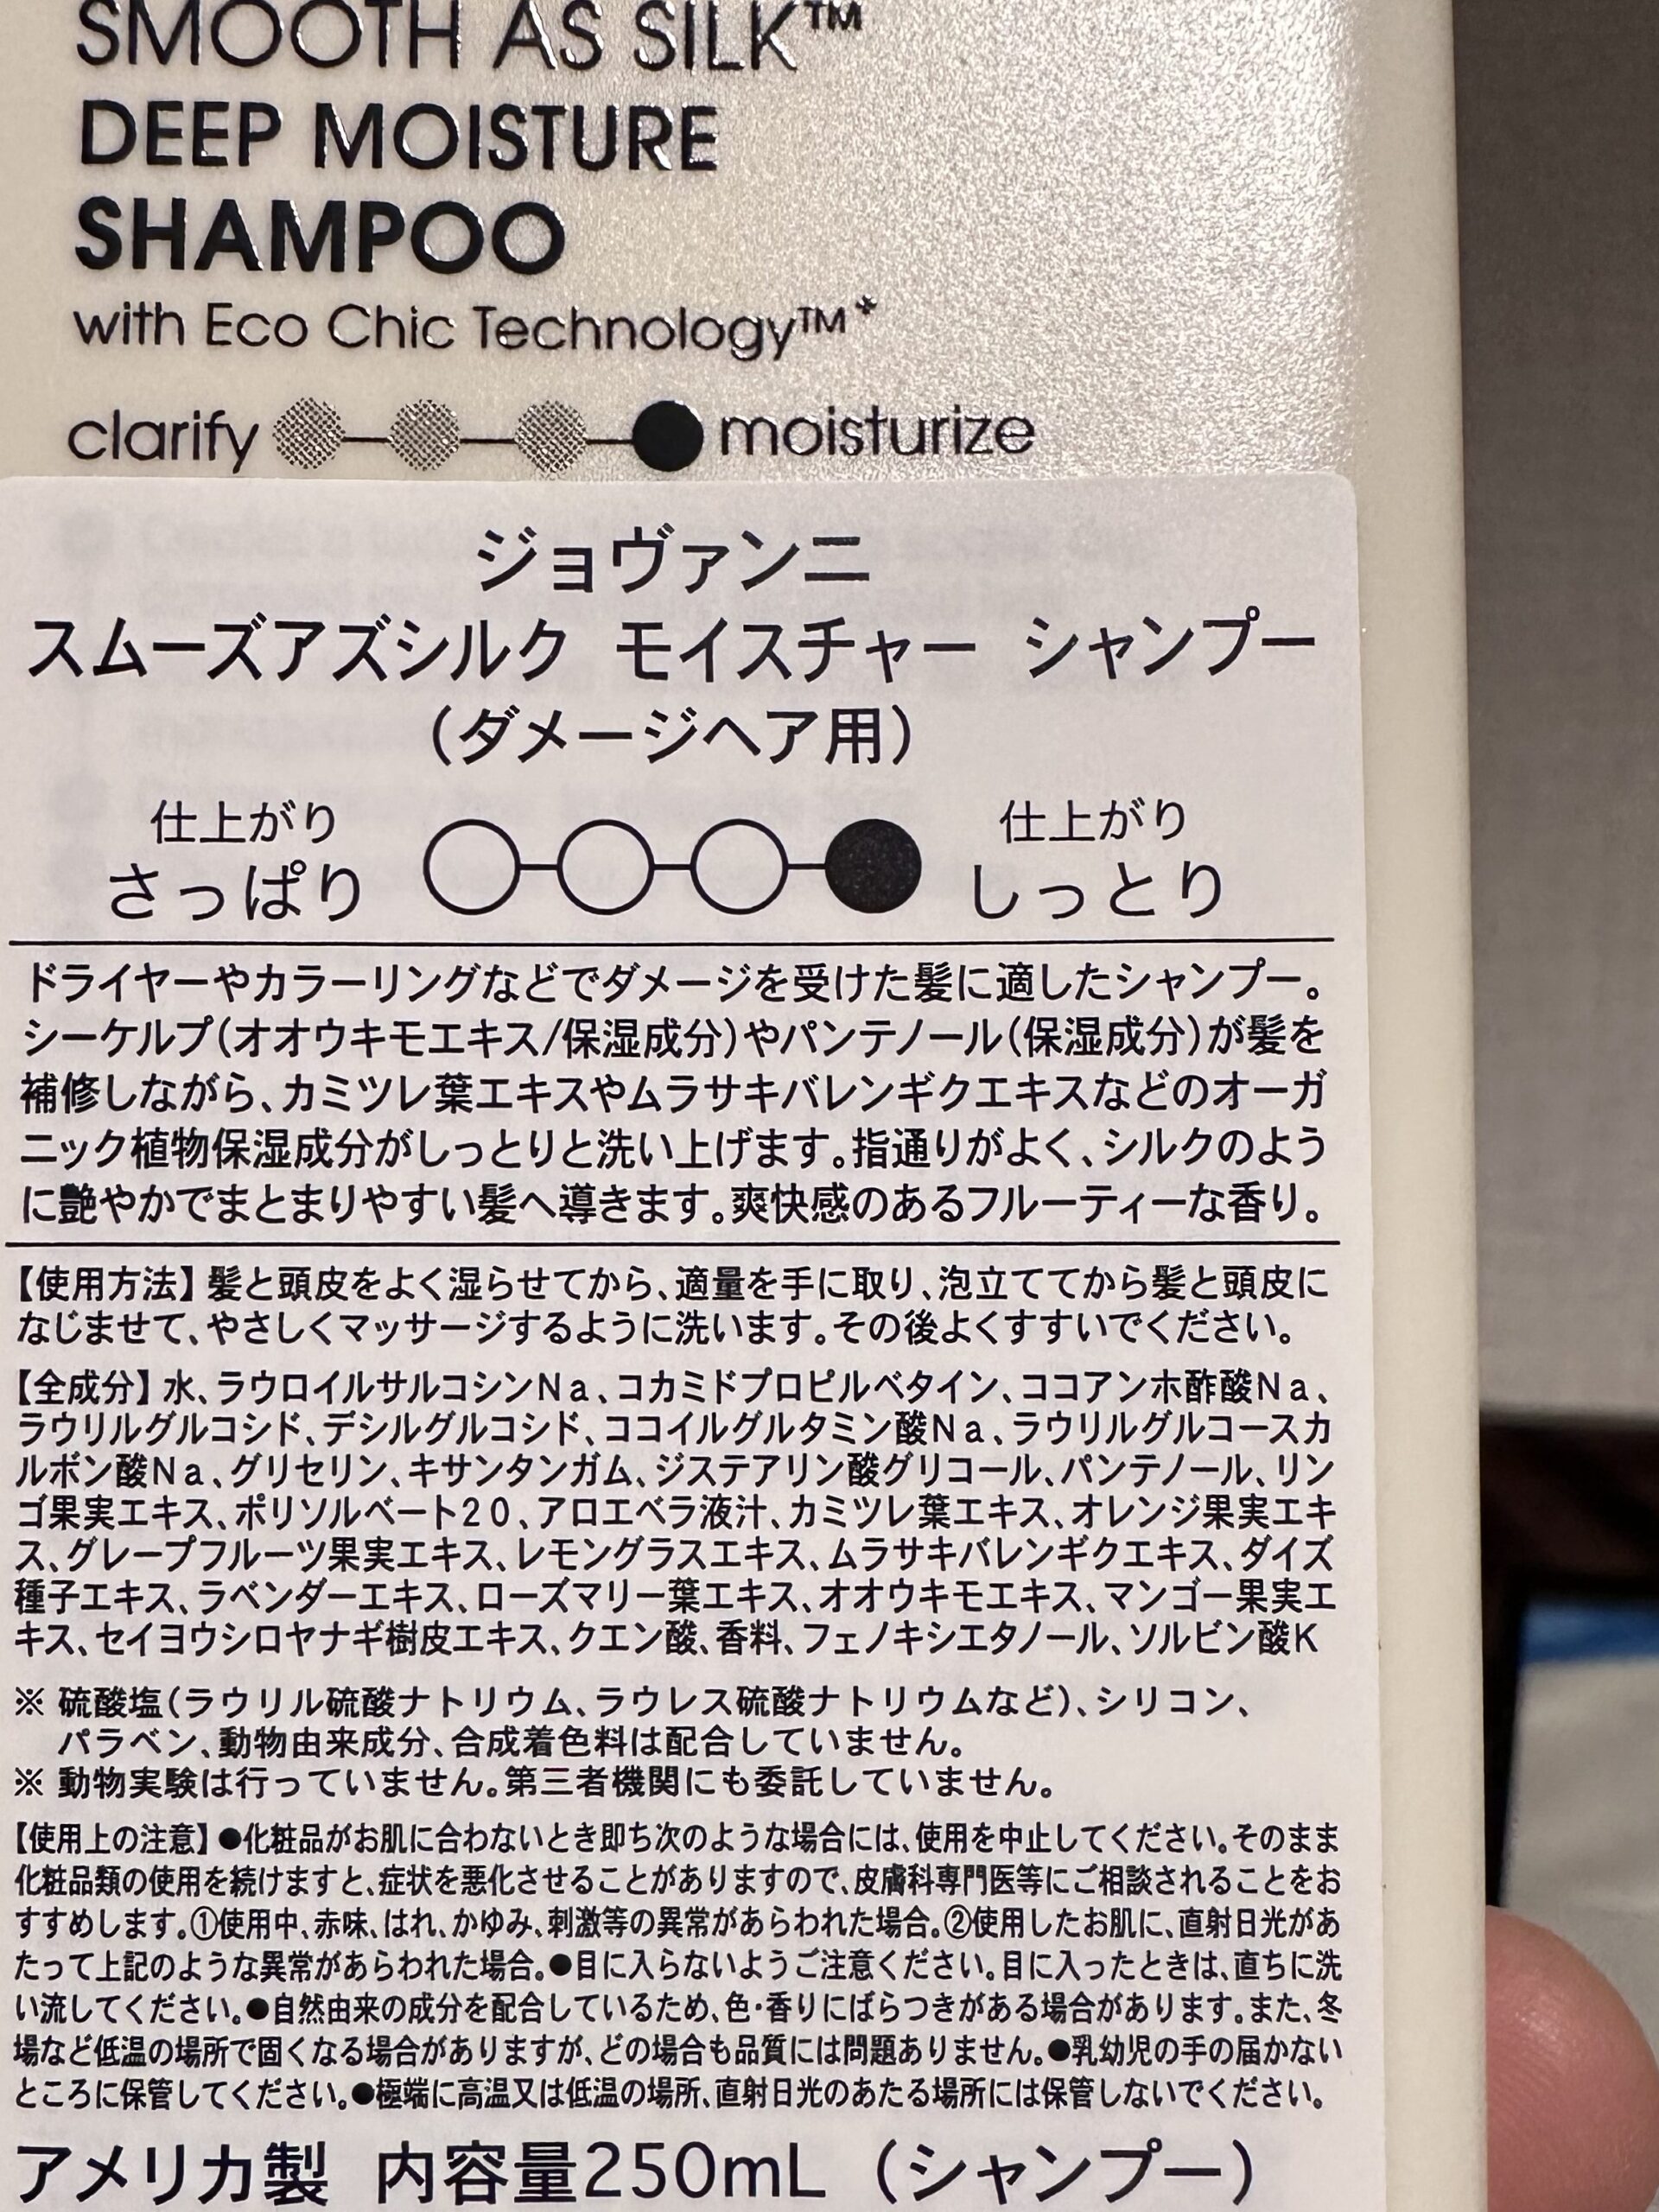 SMOOTH AS SILK™
DEEP MOISTURE
SHAMPOO
with Eco Chic Technology™*
clarify moisturize
ジョヴァンニ
スムーズアズシルク モイスチャー シャンプー
(ダメージヘア用)
仕上がり 仕上がり
さっぱり しっとり
ドライヤーやカラーリングなどでダメージを受けた髪に適したシャンプー。
シーケルプ(オオウキモエキス/保湿成分)やパンテノール(保湿成分)が髪を
補修しながら、カミツレ葉エキスやムラサキバレンギクエキスなどのオーガ
ニック植物保湿成分がしっとりと洗い上げます。指通りがよく、シルクのよう
に艶やかでまとまりやすい髪へ導きます。爽快感のあるフルーティーな香り。
【使用方法】髪と頭皮をよく湿らせてから、適量を手に取り、泡立ててから髪と頭皮に
なじませて、やさしくマッサージするように洗います。その後よくすすいでください。
【全成分】水、ラウロイルサルコシンNa、コカミドプロピルベタイン、ココアンホ酢酸Na、
ラウリルグルコシド、デシルグルコシド、ココイルグルタミン酸Na、ラウリルグルコースカ
ルボン酸Na、グリセリン、キサンタンガム、ジステアリン酸グリコール、パンテノール、リン
ゴ果実エキス、ポリソルベート20、アロエベラ液汁、カミツレ葉エキス、オレンジ果実エキ
ス、グレープフルーツ果実エキス、レモングラスエキス、ムラサキバレンギクエキス、ダイズ
種子エキス、ラベンダーエキス、ローズマリー葉エキス、オオウキモエキス、マンゴー果実エ
キス、セイヨウシロヤナギ樹皮エキス、クエン酸、香料、フェノキシエタノール、ソルビン酸K
※ 硫酸塩(ラウリル硫酸ナトリウム、ラウレス硫酸ナトリウムなど)、シリコン、
パラベン、動物由来成分、合成着色料は配合していません。
※ 動物実験は行っていません。第三者機関にも委託していません。
【使用上の注意】●化粧品がお肌に合わないとき即ち次のような場合には、使用を中止してください。そのまま
化粧品類の使用を続けますと、症状を悪化させることがありますので、皮膚科専門医等にご相談されることをお
すすめします。①使用中、赤味、はれ、かゆみ、刺激等の異常があらわれた場合。②使用したお肌に、直射日光があ
たって上記のような異常があらわれた場合。●目に入らないようご注意ください。目に入ったときは、直ちに洗
い流してください。●自然由来の成分を配合しているため、色・香りにばらつきがある場合があります。また、冬
場など低温の場所で固くなる場合がありますが、どの場合も品質には問題ありません。●乳幼児の手の届かない
ところに保管してください。●極端に高温又は低温の場所、直射日光のあたる場所には保管しないでください。
アメリカ製 内容量250mL (シャンプー)